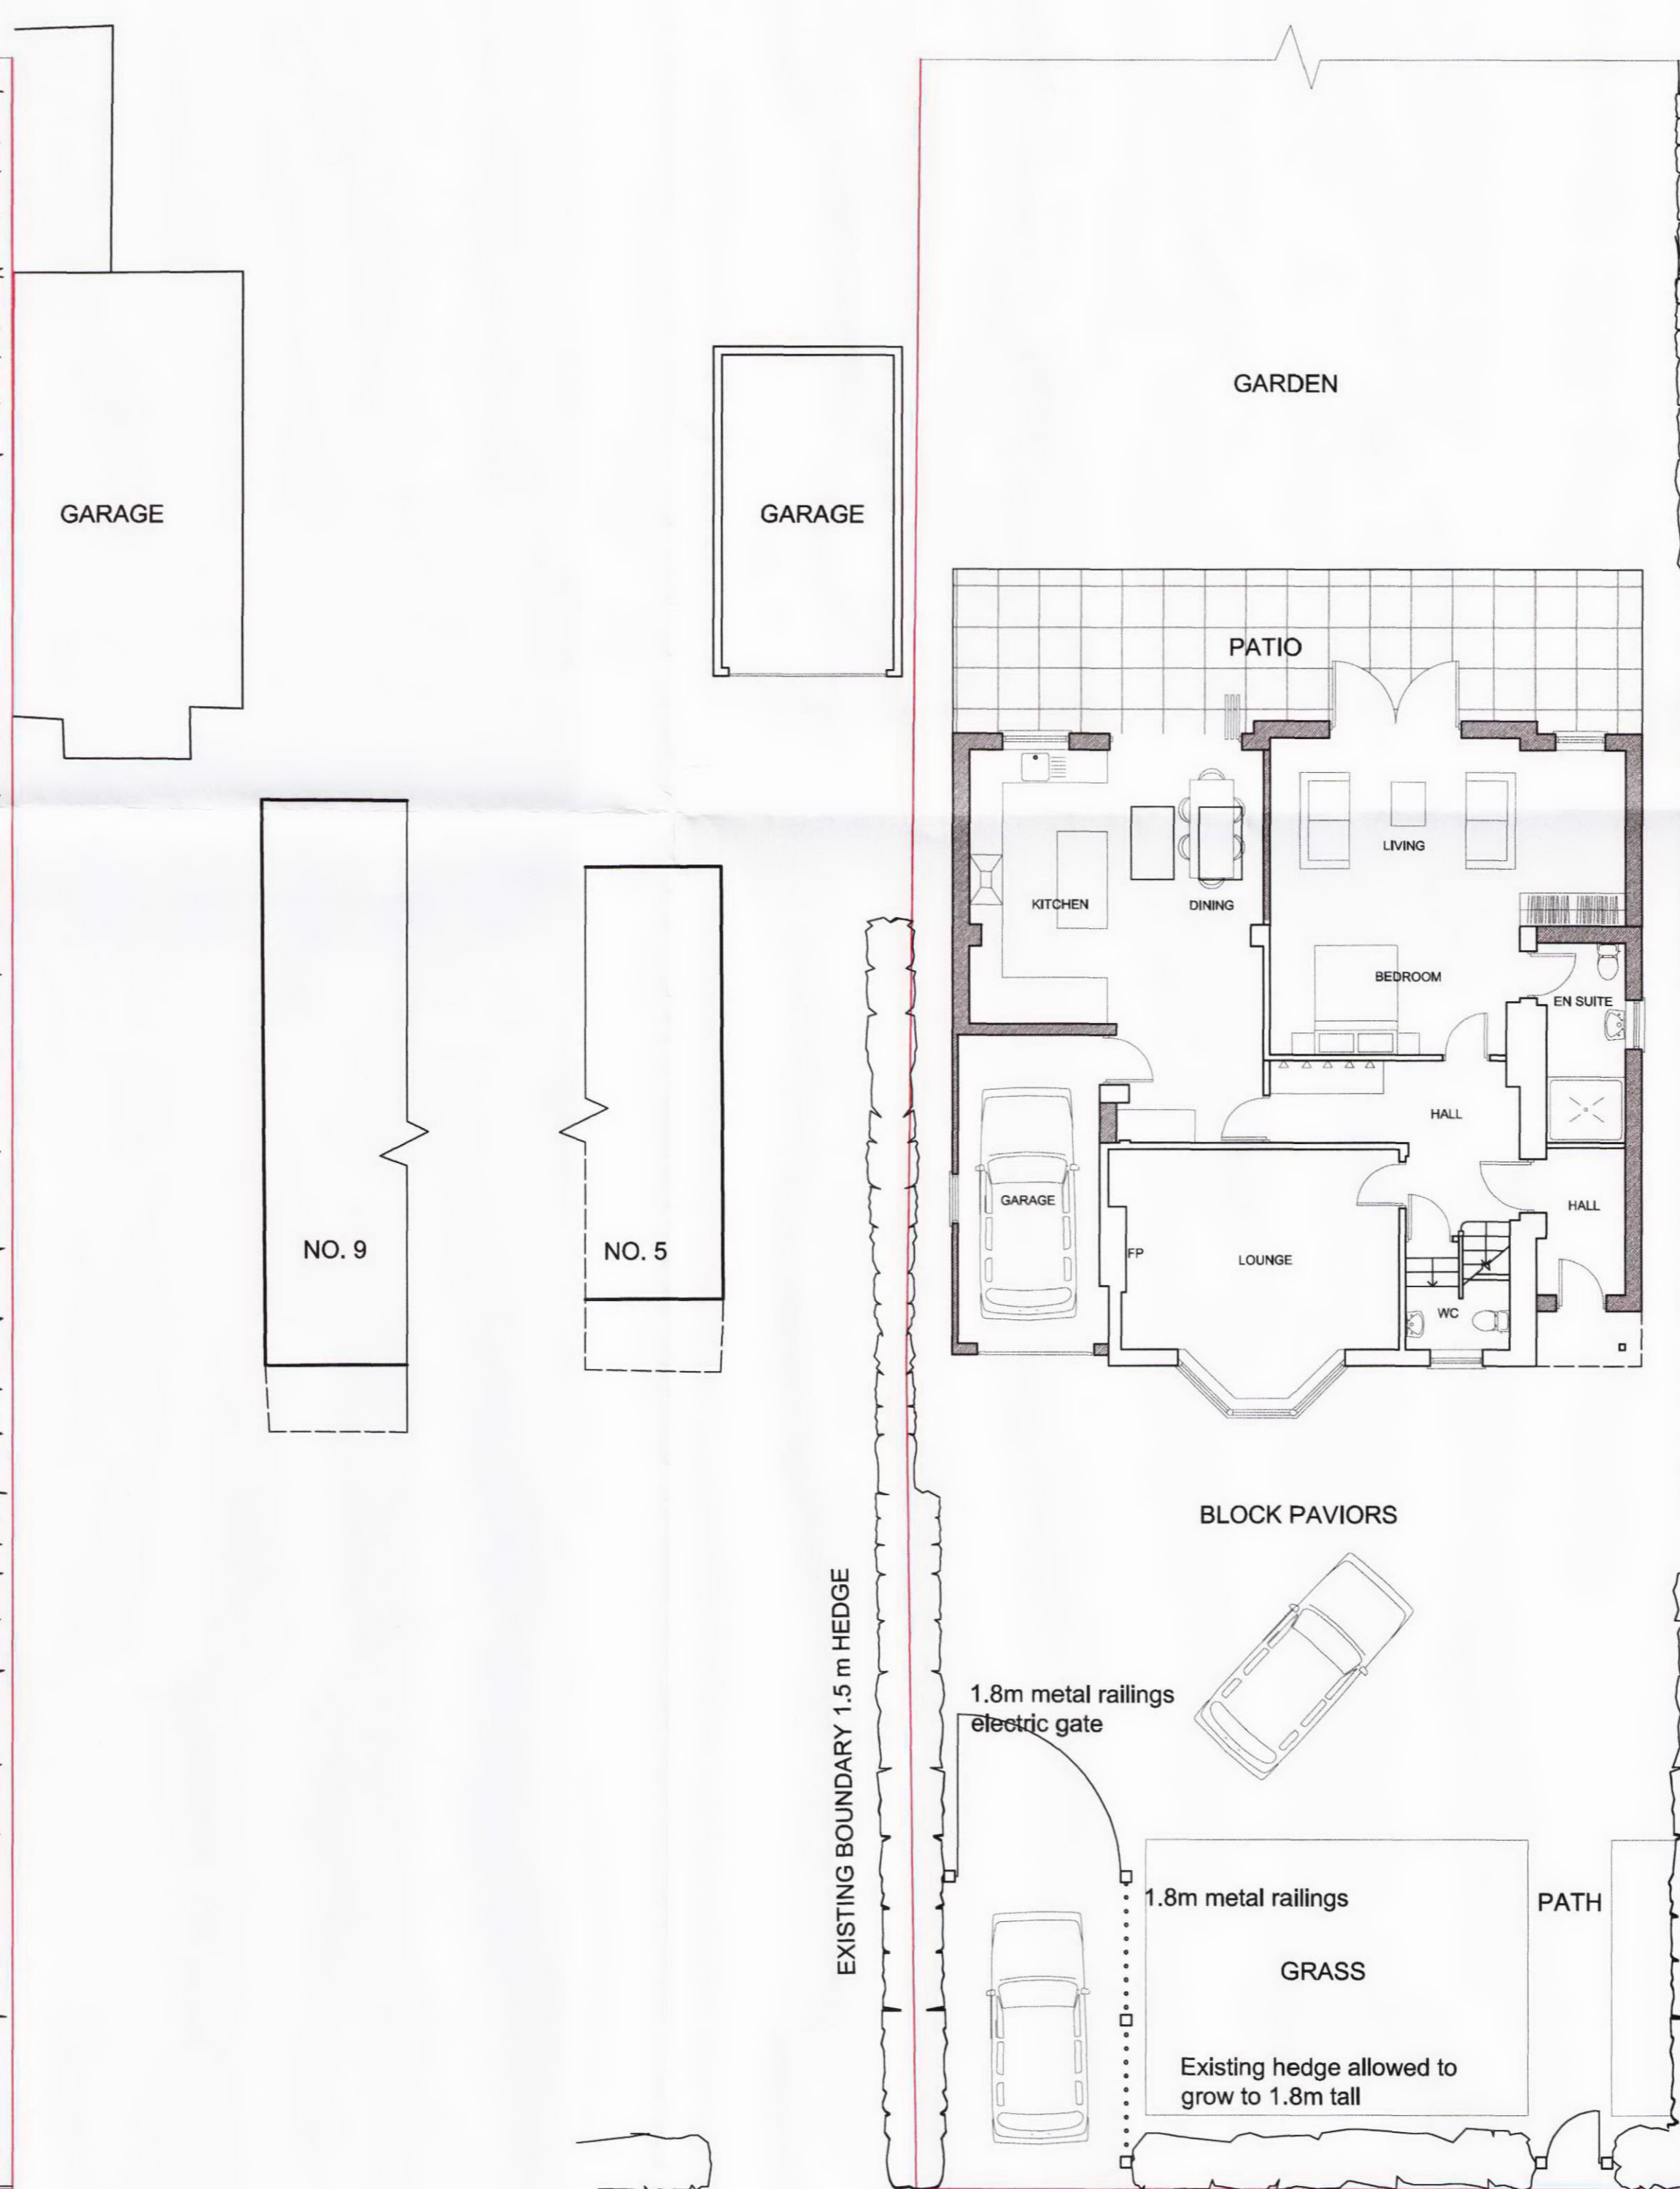 GARDEN
GARAGE
GARAGE
PATIO
LIVING
KITCHEN
DINING
BEDROOM
EN SUITE
HALL
GARAGE
HALL
NO. 9
NO. 5
FP
LOUNGE
WC
BLOCK PAVIORS
EXISTING BOUNDARY 1.5 m HEDGE
1.8m metal railings
electric gate
1.8m metal railings
PATH
GRASS
Existing hedge allowed to
grow to 1.8m tall